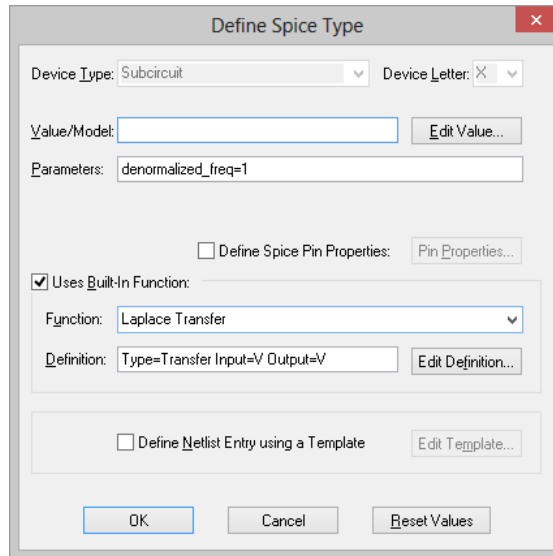 Define Spice Type
Device Type: Subcircuit Device Letter: X
Value/Model: Edit Value...
Parameters: denormalized_freq=1
Define Spice Pin Properties: Pin Properties...
Uses Built-In Function:
Function: Laplace Transfer
Definition: Type=Transfer Input=V Output=V Edit Definition...
Define Netlist Entry using a Template Edit Template...
OK Cancel Reset Values